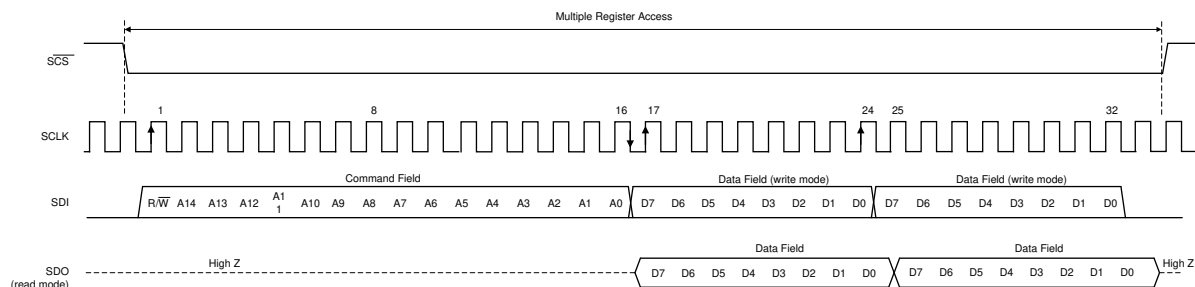 Multiple Register Access
SCS
1 8 16 17 24 25 32
SCLK
Command Field Data Field (write mode) Data Field (write mode)
SDI R/W A14 A13 A12 A1
1 A10 A9 A8 A7 A6 A5 A4 A3 A2 A1 A0 D7 D6 D5 D4 D3 D2 D1 D0 D7 D6 D5 D4 D3 D2 D1 D0
Data Field Data Field
High Z High Z
SDO D7 D6 D5 D4 D3 D2 D1 D0 D7 D6 D5 D4 D3 D2 D1 D0
(read mode)